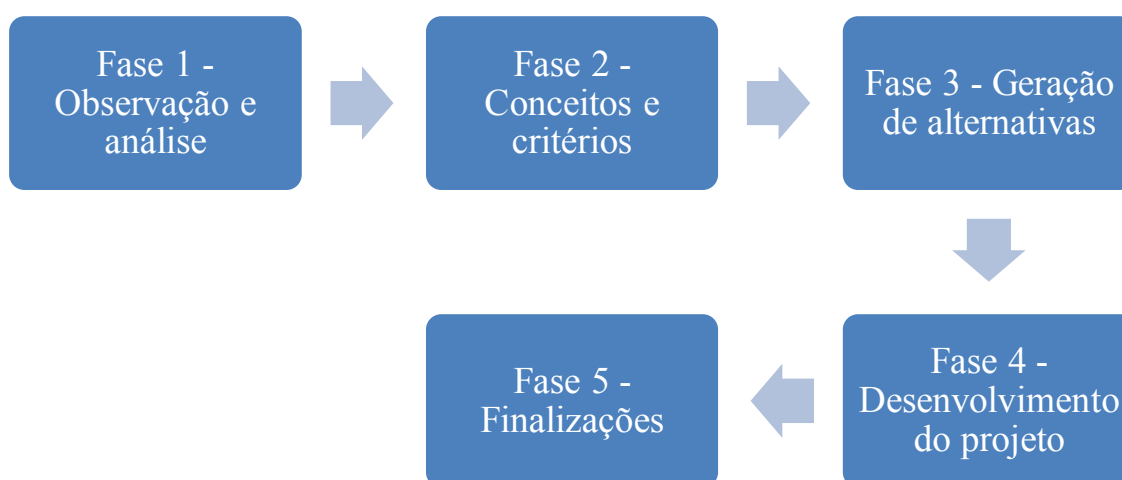 Fase 1 -
Observação e
análise
Fase 2 -
Conceitos e
critérios
Fase 3 - Geração
de alternativas
Fase 4 -
Desenvolvimento
do projeto
Fase 5 -
Finalizações